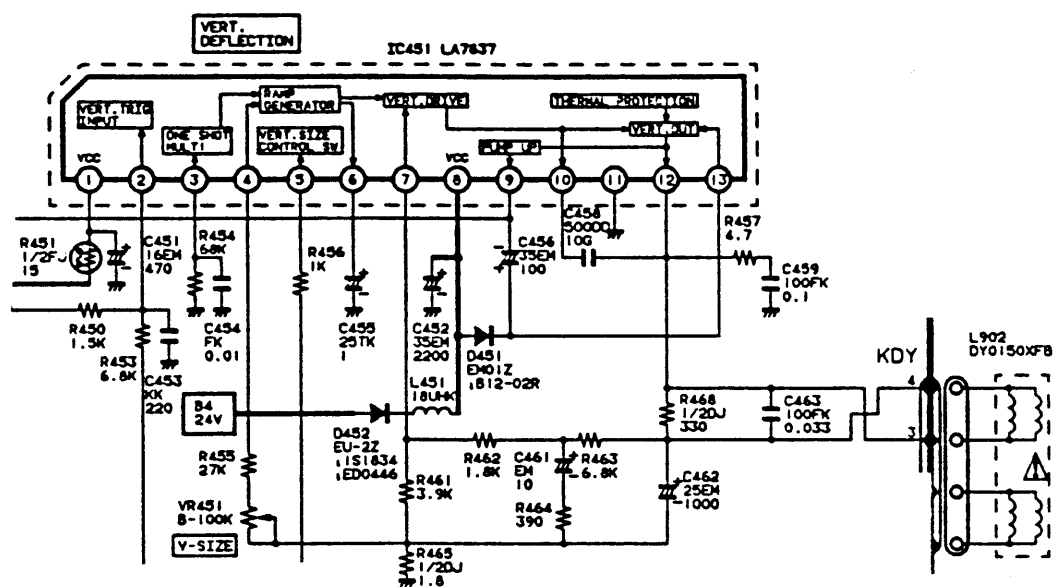 VERT.
DEFLECTION
IC451 LA7837
VERT.TRIG
INPUT
ONE SHOT
MULTI
RAMP
GENERATOR
VERT.SIZE
CONTROL SW
VERT.DRIVE
THERMAL PROTECTION
VERT.OUT
PUMP UP
VCC
VCC
1 2 3 4 5 6 7 8 9 10 11 12 13
R451
1/2FJ
15
C451
16EM
470
R454
68K
R456
1K
C456
35EM
100
C458
500DD
10G
R457
4.7
C459
100FK
0.1
R450
1.5K
R453
6.8K
C453
KK
220
C454
FK
0.01
C455
25TK
1
C452
35EM
2200
D451
EM01Z
↓B12-02R
L451
18UHK
B4
24V
D452
EU-2Z
↓1S1834
↓ED0446
R455
27K
VR451
B-100K
V-SIZE
R461
3.9K
R462
1.8K
C461
EM
10
R463
6.8K
R464
390
R465
1/2DJ
1.8
R468
1/2DJ
330
C463
100FK
0.033
C462
25EM
1000
KDY
4
3
L902
DY0150XFB